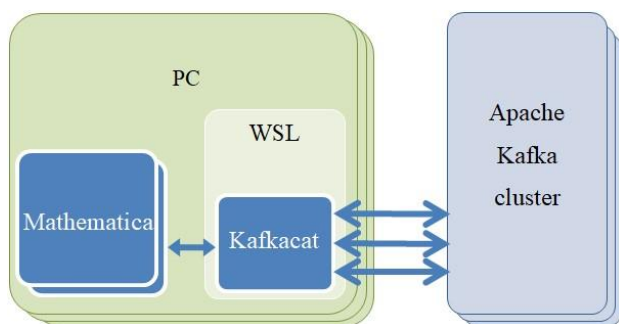 PC
WSL
Mathematica
Kafkacat
Apache
Kafka
cluster